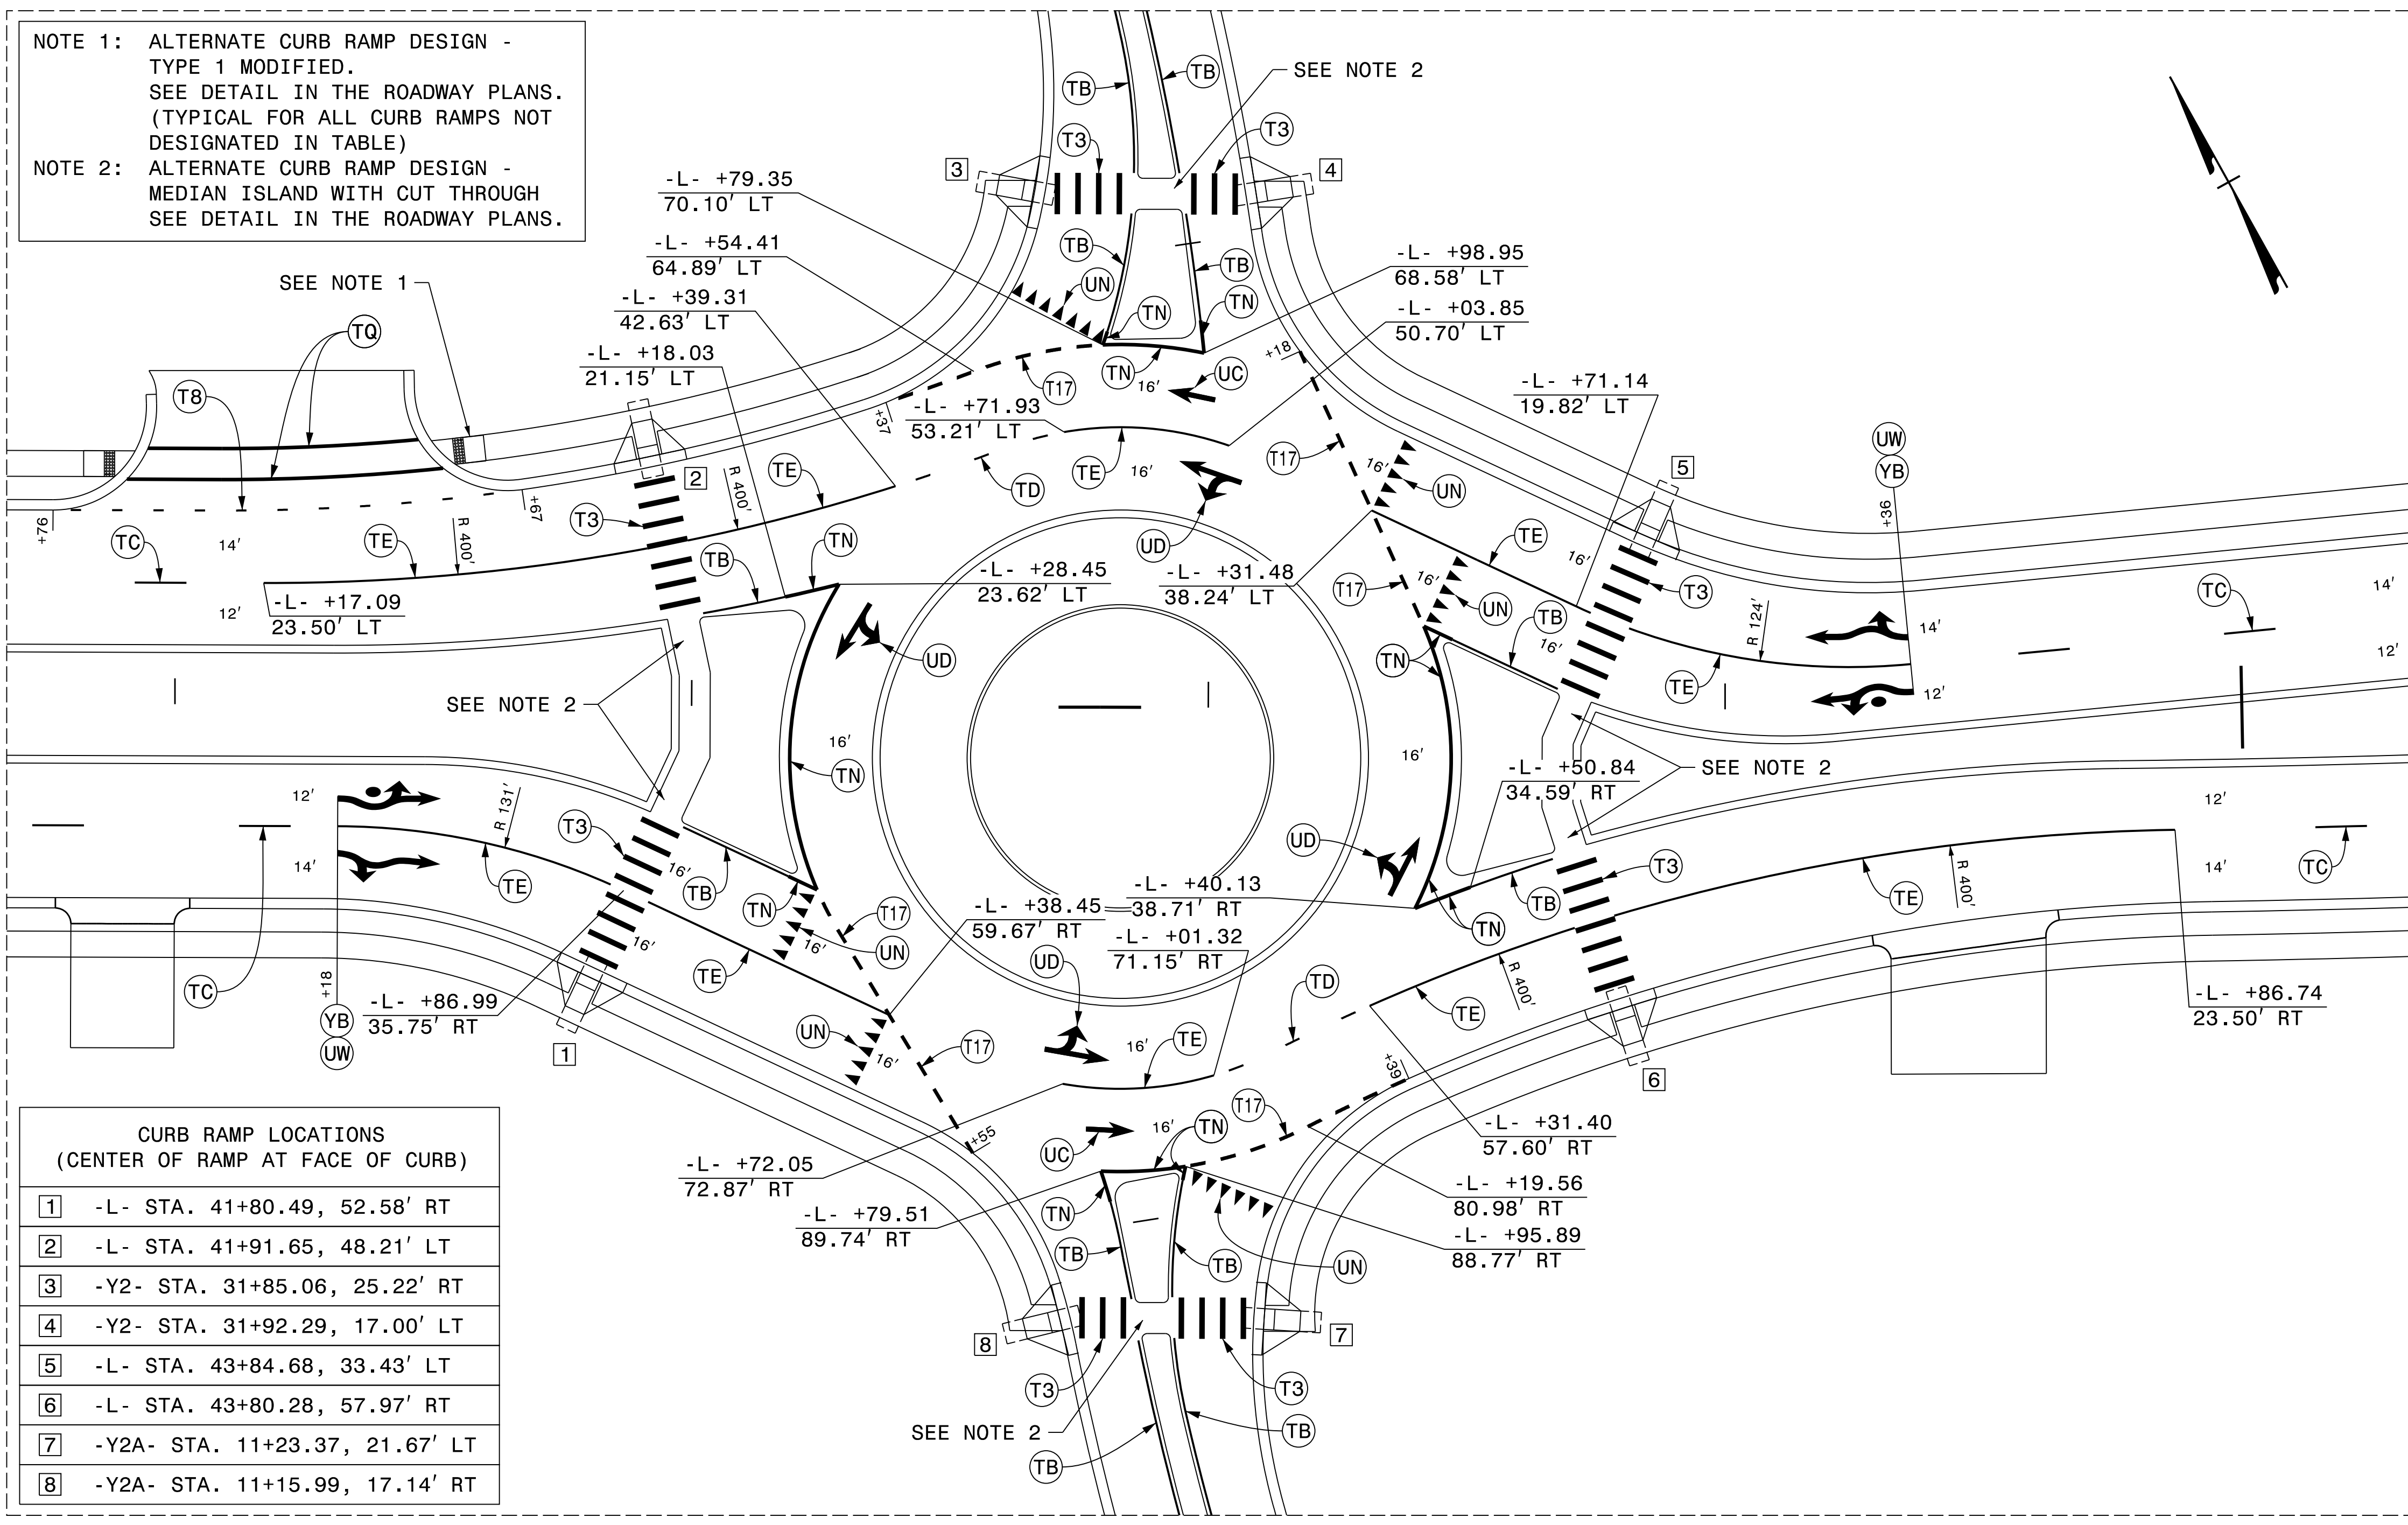 NOTE 1: ALTERNATE CURB RAMP DESIGN -
TYPE 1 MODIFIED.
SEE DETAIL IN THE ROADWAY PLANS.
(TYPICAL FOR ALL CURB RAMPS NOT
DESIGNATED IN TABLE)
NOTE 2: ALTERNATE CURB RAMP DESIGN -
MEDIAN ISLAND WITH CUT THROUGH
SEE DETAIL IN THE ROADWAY PLANS.
TB
TB
SEE NOTE 2
T3
T3
3
4
-L- +79.35
70.10' LT
-L- +54.41
64.89' LT
-L- +39.31
42.63' LT
-L- +18.03
21.15' LT
TB
TB
UN
TN
TN
-L- +98.95
68.58' LT
-L- +03.85
50.70' LT
SEE NOTE 1
TQ
T8
T17
TN
16'
UC
+18
+37
-L- +71.93
53.21' LT
-L- +71.14
19.82' LT
UW
YB
+36
TE
16'
T17
16'
UN
5
2
TE
R 400'
TD
+76
+67
T3
TC
14'
TE
R 400'
TB
TN
UD
TE
16'
T3
12'
-L- +17.09
23.50' LT
-L- +28.45
23.62' LT
-L- +31.48
38.24' LT
T17
16'
UN
TB
16'
R 124'
14'
TC
14'
12'
UD
TN
TE
12'
SEE NOTE 2
16'
TN
16'
-L- +50.84
34.59' RT
SEE NOTE 2
12'
R 131'
T3
14'
TE
16'
TB
TN
T17
UN
16'
16'
TE
12'
UD
T3
TB
TN
TE
R 400'
14'
TC
-L- +40.13
38.71' RT
-L- +38.45
59.67' RT
-L- +01.32
71.15' RT
TC
+18
YB
UW
-L- +86.99
35.75' RT
1
UN
16'
T17
UD
16'
TE
TD
TE
R 400'
-L- +86.74
23.50' RT
+39
6
+55
UC
16'
TN
T17
-L- +31.40
57.60' RT
-L- +72.05
72.87' RT
-L- +79.51
89.74' RT
-L- +19.56
80.98' RT
-L- +95.89
88.77' RT
TN
TB
TB
UN
8
7
T3
T3
SEE NOTE 2
TB
TB
CURB RAMP LOCATIONS
(CENTER OF RAMP AT FACE OF CURB)
1 -L- STA. 41+80.49, 52.58' RT
2 -L- STA. 41+91.65, 48.21' LT
3 -Y2- STA. 31+85.06, 25.22' RT
4 -Y2- STA. 31+92.29, 17.00' LT
5 -L- STA. 43+84.68, 33.43' LT
6 -L- STA. 43+80.28, 57.97' RT
7 -Y2A- STA. 11+23.37, 21.67' LT
8 -Y2A- STA. 11+15.99, 17.14' RT